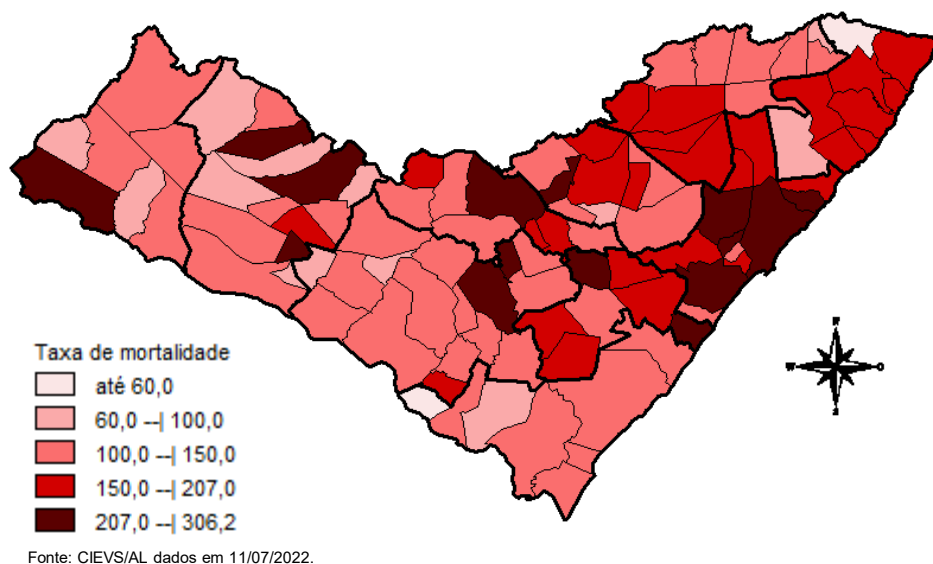 Taxa de mortalidade
até 60,0
60,0 --| 100,0
100,0 --| 150,0
150,0 --| 207,0
207,0 --| 306,2
Fonte: CIEVS/AL dados em 11/07/2022.